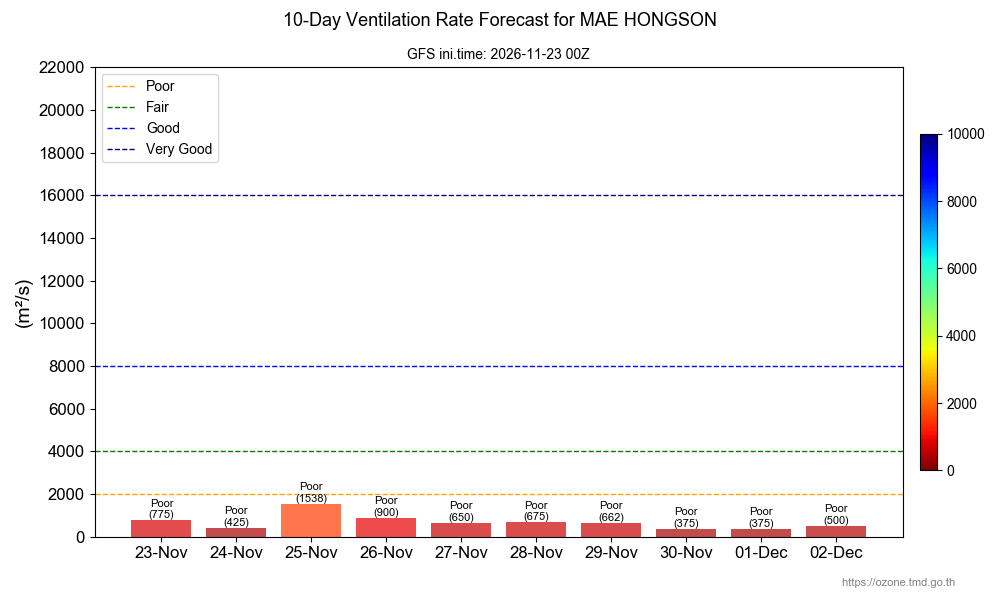 10-Day Ventilation Rate Forecast for MAE HONGSON
GFS ini.time: 2026-11-23 00Z
22000
20000
18000
16000
14000
12000
10000
8000
6000
4000
2000
0
(m²/s)
Poor
Fair
Good
Very Good
Poor
(775)
Poor
(425)
Poor
(1538)
Poor
(900)
Poor
(650)
Poor
(675)
Poor
(662)
Poor
(375)
Poor
(375)
Poor
(500)
23-Nov 24-Nov 25-Nov 26-Nov 27-Nov 28-Nov 29-Nov 30-Nov 01-Dec 02-Dec
10000
8000
6000
4000
2000
0
https://ozone.tmd.go.th